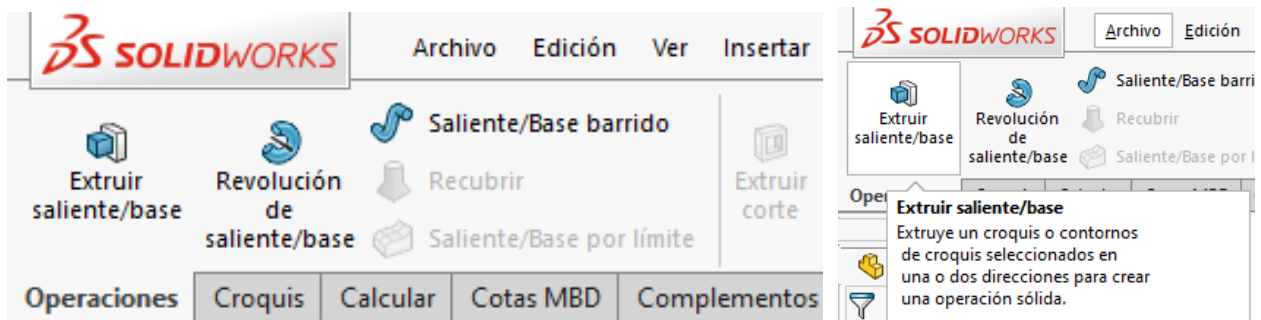 SOLIDWORKS
Archivo Edición Ver Insertar
Extruir
saliente/base
Revolución
de
saliente/base
Saliente/Base barrido
Recubrir
Saliente/Base por límite
Extruir
corte
Operaciones Croquis Calcular Cotas MBD Complementos
SOLIDWORKS
Archivo Edición
Extruir
saliente/base
Revolución
de
saliente/base
Saliente/Base barri
Recubrir
Saliente/Base por l
Oper
Extruir saliente/base
Extruye un croquis o contornos
de croquis seleccionados en
una o dos direcciones para crear
una operación sólida.